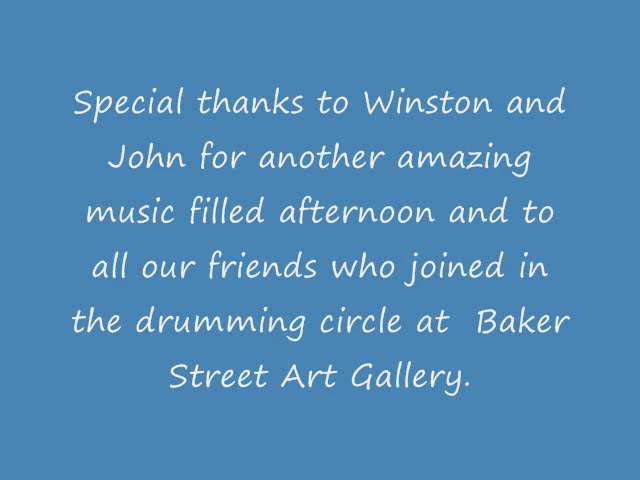 Special thanks to Winston and
John for another amazing
music filled afternoon and to
all our friends who joined in
the drumming circle at  Baker
Street Art Gallery.